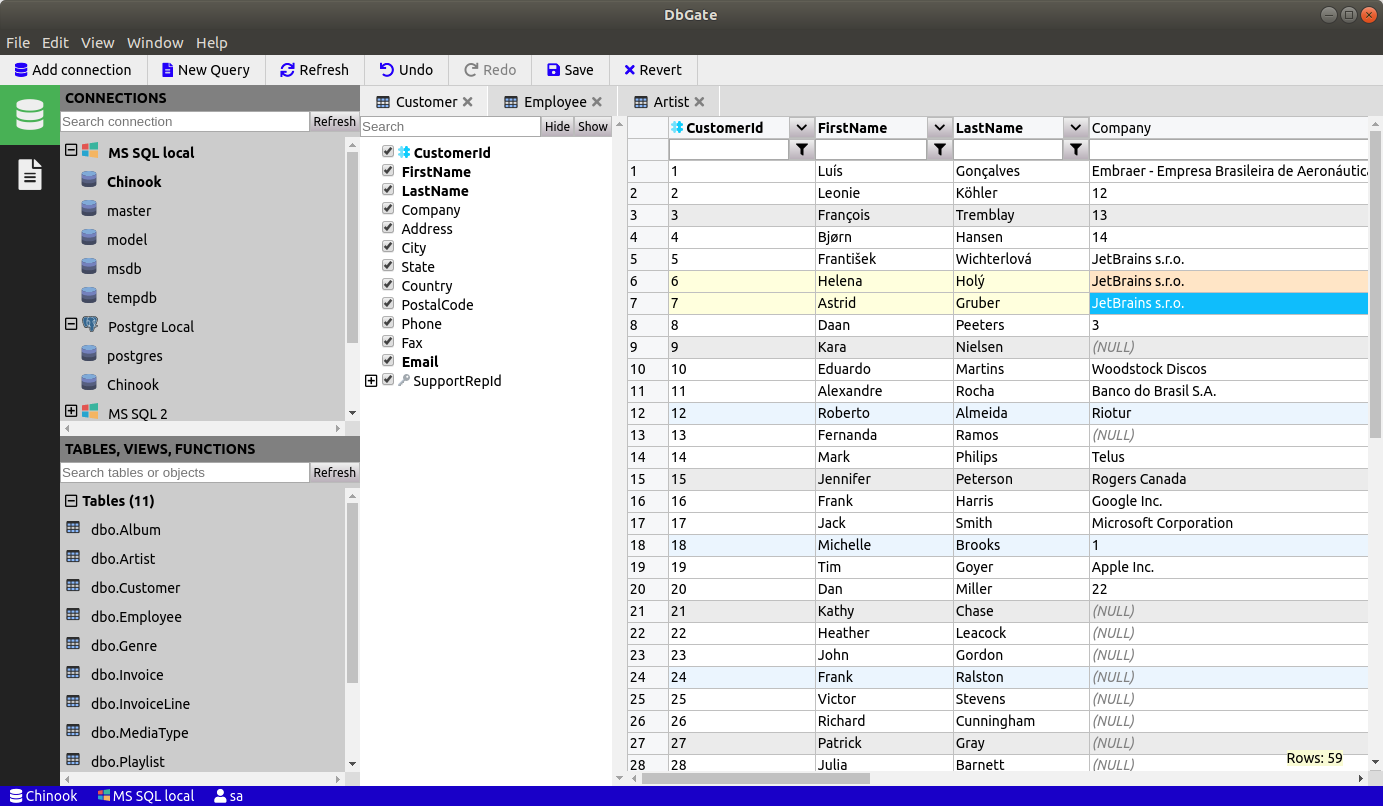 DbGate
File Edit View Window Help
Add connection New Query Refresh Undo Redo Save Revert
CONNECTIONS
Search connection Refresh
MS SQL local
Chinook
master
model
msdb
tempdb
Postgre Local
postgres
Chinook
MS SQL 2
TABLES, VIEWS, FUNCTIONS
Search tables or objects Refresh
Tables (11)
dbo.Album
dbo.Artist
dbo.Customer
dbo.Employee
dbo.Genre
dbo.Invoice
dbo.InvoiceLine
dbo.MediaType
dbo.Playlist
Customer Employee Artist
Search Hide Show
CustomerId
FirstName
LastName
Company
Address
City
State
Country
PostalCode
Phone
Fax
Email
SupportRepId
CustomerId FirstName LastName Company
1 1 Luís Gonçalves Embraer - Empresa Brasileira de Aeronáutica
2 2 Leonie Köhler 12
3 3 François Tremblay 13
4 4 Bjørn Hansen 14
5 5 František Wichterlová JetBrains s.r.o.
6 6 Helena Holý JetBrains s.r.o.
7 7 Astrid Gruber JetBrains s.r.o.
8 8 Daan Peeters 3
9 9 Kara Nielsen (NULL)
10 10 Eduardo Martins Woodstock Discos
11 11 Alexandre Rocha Banco do Brasil S.A.
12 12 Roberto Almeida Riotur
13 13 Fernanda Ramos (NULL)
14 14 Mark Philips Telus
15 15 Jennifer Peterson Rogers Canada
16 16 Frank Harris Google Inc.
17 17 Jack Smith Microsoft Corporation
18 18 Michelle Brooks 1
19 19 Tim Goyer Apple Inc.
20 20 Dan Miller 22
21 21 Kathy Chase (NULL)
22 22 Heather Leacock (NULL)
23 23 John Gordon (NULL)
24 24 Frank Ralston (NULL)
25 25 Victor Stevens (NULL)
26 26 Richard Cunningham (NULL)
27 27 Patrick Gray (NULL)
28 28 Julia Barnett (NULL)
Rows: 59
Chinook MS SQL local sa